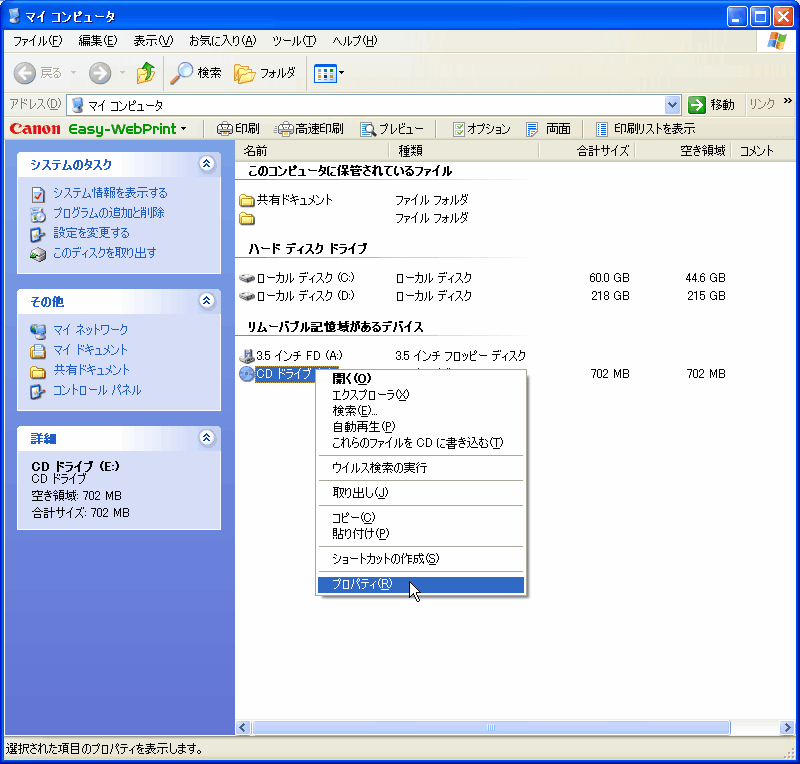 マイ コンピュータ
ファイル(F) 編集(E) 表示(V) お気に入り(A) ツール(T) ヘルプ(H)
戻る 検索 フォルダ
アドレス(D) マイ コンピュータ 移動 リンク »
Canon Easy-WebPrint 印刷 高速印刷 プレビュー オプション 両面 印刷リストを表示
システムのタスク
システム情報を表示する
プログラムの追加と削除
設定を変更する
このディスクを取り出す
その他
マイ ネットワーク
マイ ドキュメント
共有ドキュメント
コントロール パネル
詳細
CD ドライブ (E:)
CD ドライブ
空き領域: 702 MB
合計サイズ: 702 MB
名前 種類 合計サイズ 空き領域 コメント
このコンピュータに保管されているファイル
共有ドキュメント ファイル フォルダ
ファイル フォルダ
ハード ディスク ドライブ
ローカル ディスク (C:) ローカル ディスク 60.0 GB 44.6 GB
ローカル ディスク (D:) ローカル ディスク 218 GB 215 GB
リムーバブル記憶域があるデバイス
3.5 インチ FD (A:) 3.5 インチ フロッピー ディスク
CD ドライブ 702 MB 702 MB
開く(O)
エクスプローラ(X)
検索(E)...
自動再生(P)
これらのファイルを CD に書き込む(T)
ウイルス検索の実行
取り出し(J)
コピー(C)
貼り付け(P)
ショートカットの作成(S)
プロパティ(R)
選択された項目のプロパティを表示します。